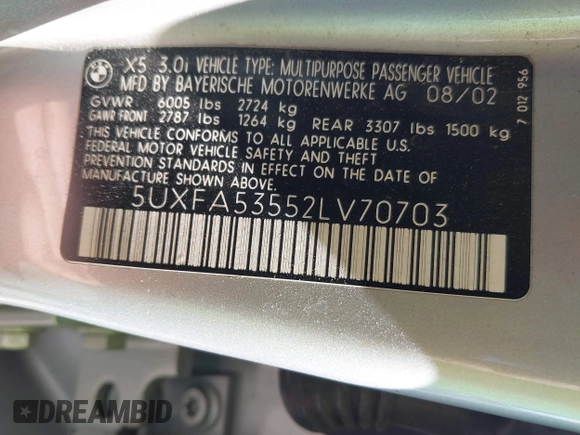 BMW
X5 3.0i VEHICLE TYPE: MULTIPURPOSE PASSENGER VEHICLE
MFD BY BAYERISCHE MOTORENWERKE AG 08/02
GVWR 6005 lbs 2724 kg
GAWR FRONT 2787 lbs 1264 kg REAR 3307 lbs 1500 kg
THIS VEHICLE CONFORMS TO ALL APPLICABLE U.S.
FEDERAL MOTOR VEHICLE SAFETY AND THEFT
PREVENTION STANDARDS IN EFFECT ON THE DATE OF
MANUFACTURE SHOWN ABOVE.
5UXFA53552LV70703
7 012 956
DREAMBID